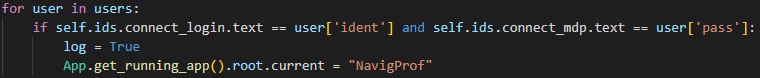 for user in users:
if self.ids.connect_login.text == user['ident'] and self.ids.connect_mdp.text == user['pass']:
log = True
App.get_running_app().root.current = "NavigProf"